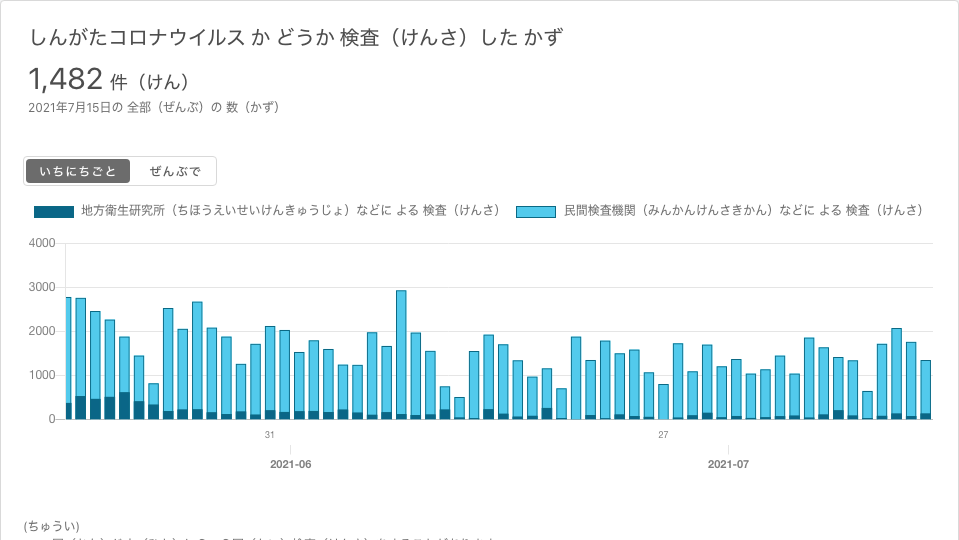 しんがたコロナウイルス か どうか 検査（けんさ）した かず
1,482 件（けん）
2021年7月15日の 全部（ぜんぶ）の 数（かず）
いちにちごと ぜんぶで
地方衛生研究所（ちほうえいせいけんきゅうじょ）などに よる 検査（けんさ） 民間検査機関（みんかんけんさきかん）などに よる 検査（けんさ）
4000
3000
2000
1000
0
31 27
2021-06 2021-07
(ちゅうい)